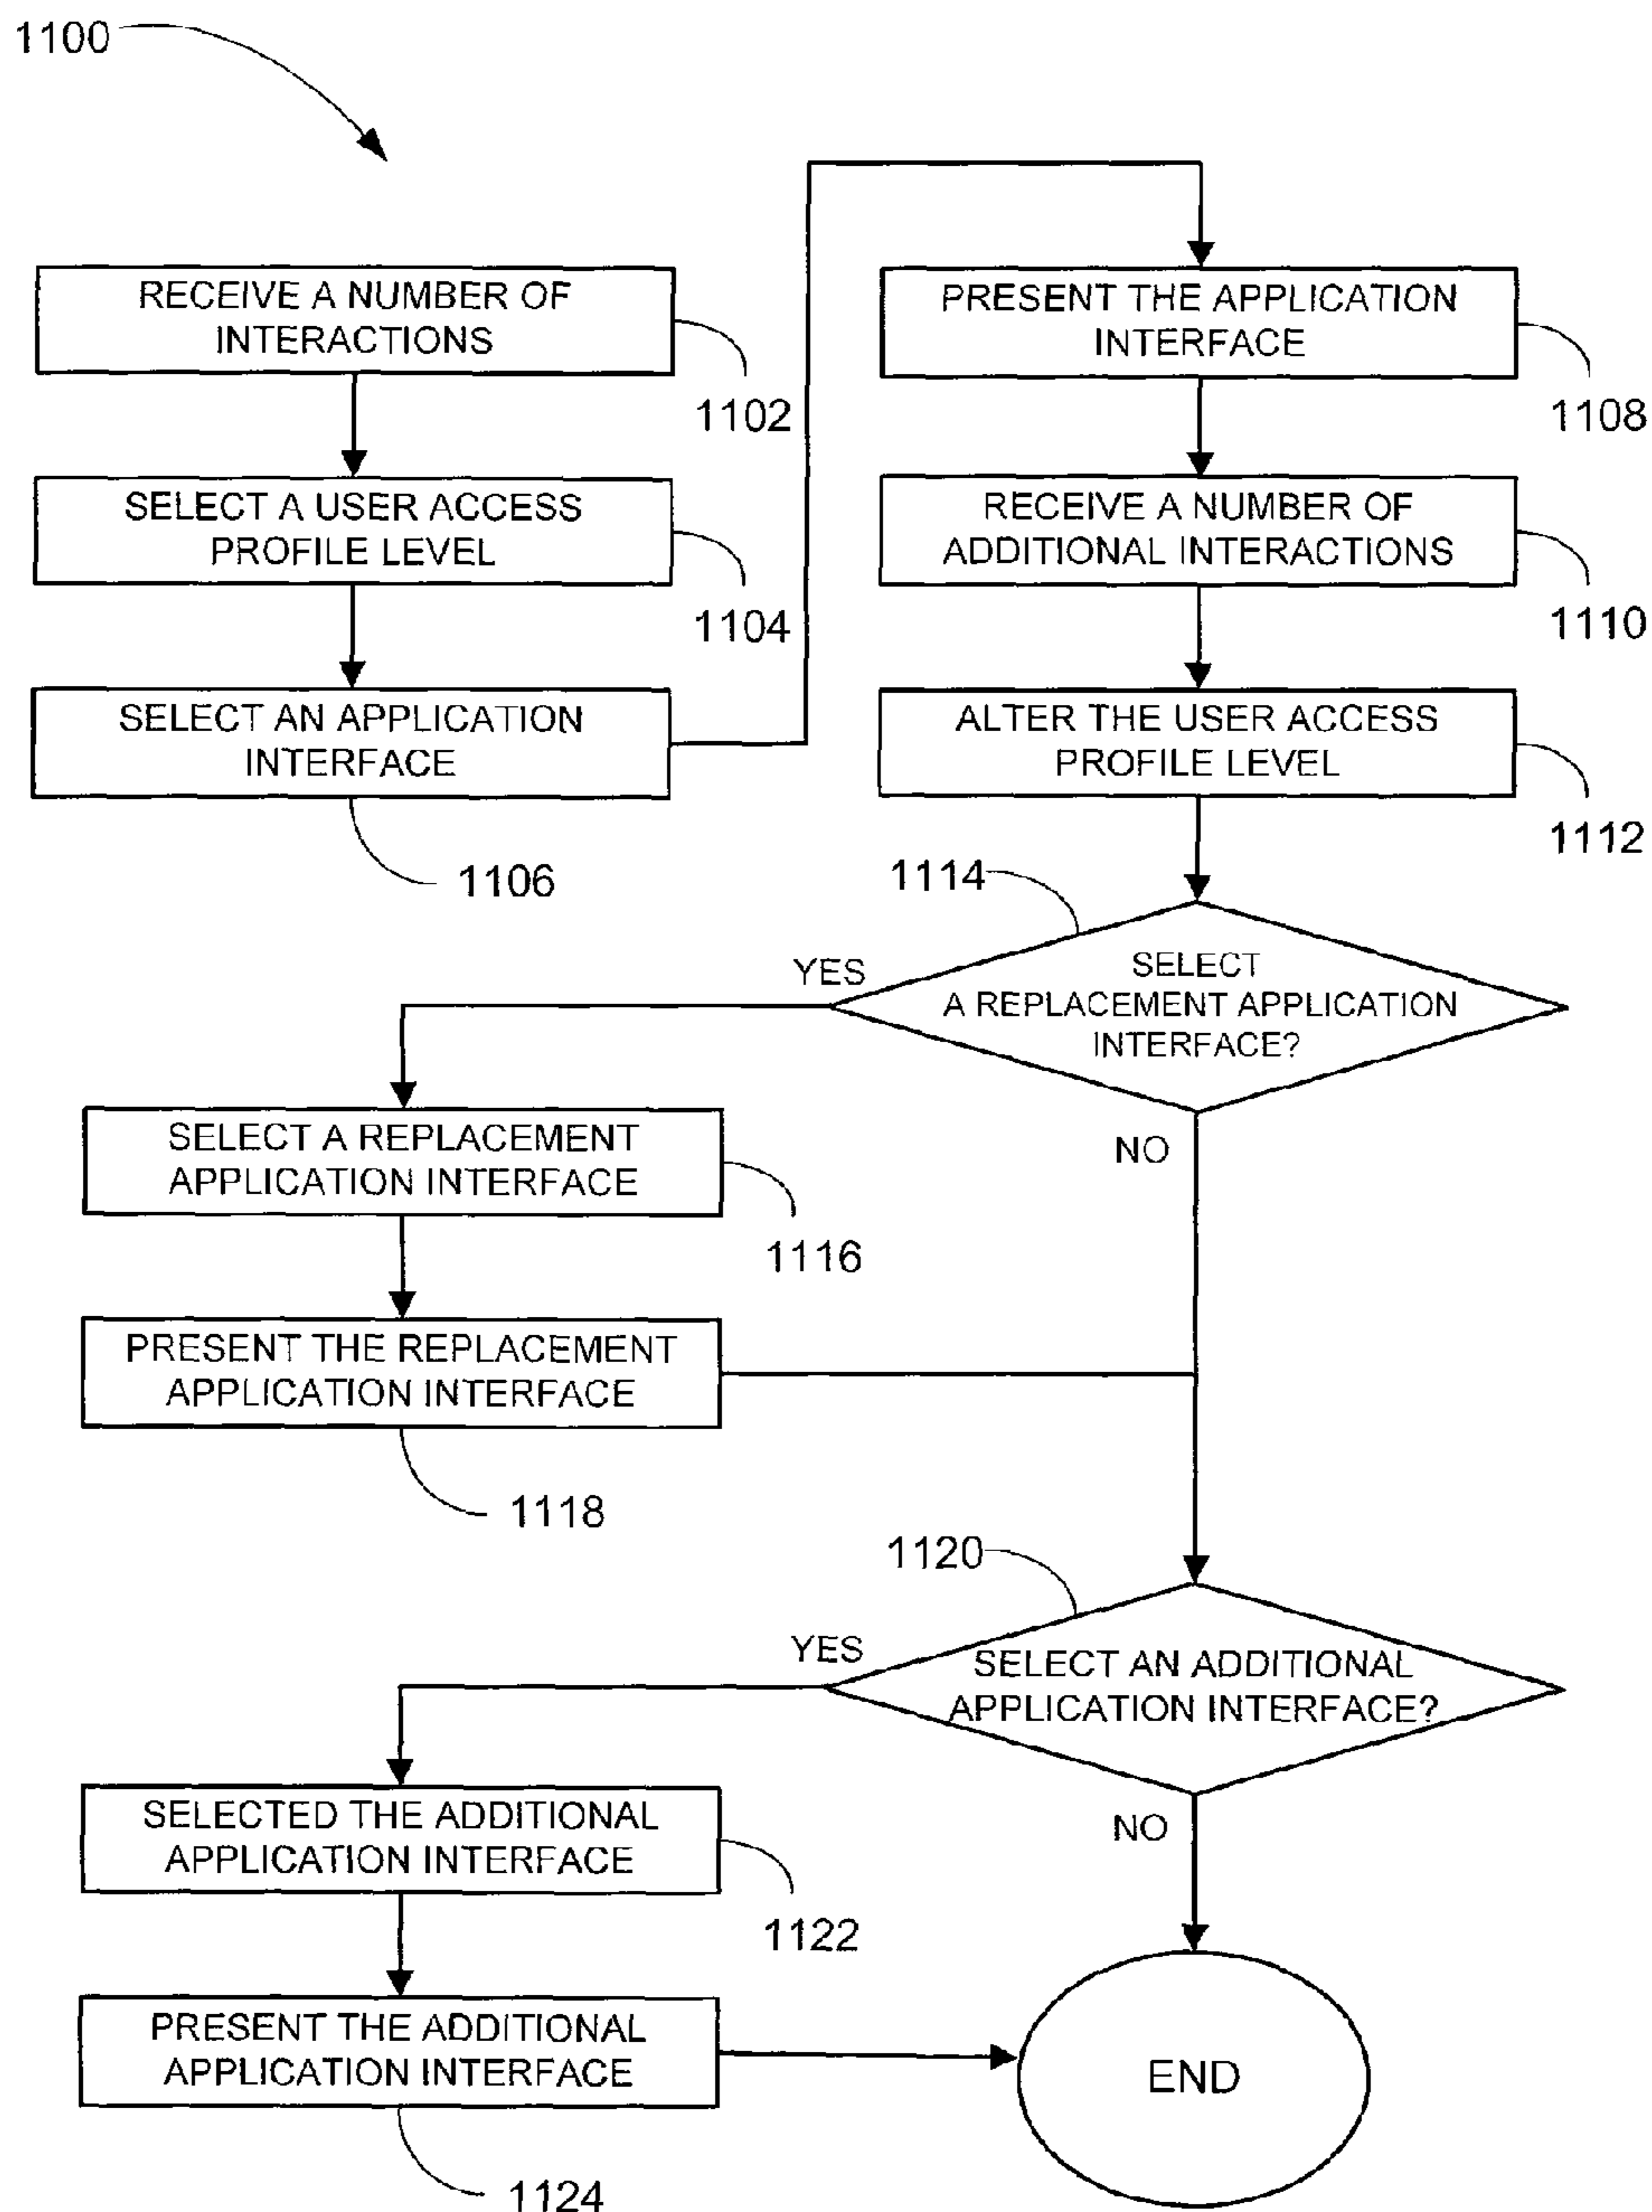 1100
RECEIVE A NUMBER OF
INTERACTIONS
1102
SELECT A USER ACCESS
PROFILE LEVEL
1104
SELECT AN APPLICATION
INTERFACE
1106
PRESENT THE APPLICATION
INTERFACE
1108
RECEIVE A NUMBER OF
ADDITIONAL INTERACTIONS
1110
ALTER THE USER ACCESS
PROFILE LEVEL
1112
1114
SELECT
A REPLACEMENT APPLICATION
INTERFACE?
YES
NO
SELECT A REPLACEMENT
APPLICATION INTERFACE
1116
PRESENT THE REPLACEMENT
APPLICATION INTERFACE
1118
1120
SELECT AN ADDITIONAL
APPLICATION INTERFACE?
YES
NO
SELECTED THE ADDITIONAL
APPLICATION INTERFACE
1122
PRESENT THE ADDITIONAL
APPLICATION INTERFACE
1124
END